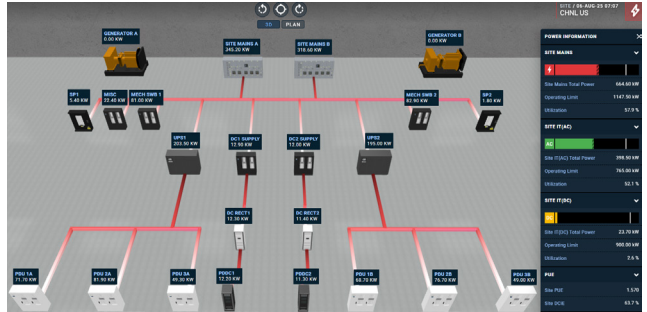 SITE / 06-AUG-25 07:07
CHNL US
3D
PLAN
GENERATOR A
0.00 KW
SITE MAINS A
345.20 KW
SITE MAINS B
318.60 KW
GENERATOR B
0.00 KW
SP1
5.40 KW
MISC
22.40 KW
MECH SWB 1
81.00 KW
MECH SWB 2
82.90 KW
SP2
1.80 KW
UPS1
203.50 KW
DC1 SUPPLY
12.90 KW
DC2 SUPPLY
12.00 KW
UPS2
195.00 KW
DC RECT1
12.30 KW
DC RECT2
11.40 KW
PDU 1A
71.70 KW
PDU 2A
81.90 KW
PDU 3A
49.50 KW
PDDC1
12.20 KW
PDDC2
11.30 KW
PDU 1B
68.70 KW
PDU 2B
76.70 KW
PDU 3B
49.00 KW
POWER INFORMATION
SITE MAINS
Site Mains Total Power 664.60 kW
Operating Limit 1147.50 kW
Utilization 57.9 %
SITE IT(AC)
AC
Site IT(AC) Total Power 398.50 kW
Operating Limit 765.00 kW
Utilization 52.1 %
SITE IT(DC)
DC
Site IT(DC) Total Power 23.70 kW
Operating Limit 900.00 kW
Utilization 2.6 %
PUE
Site PUE 1.570
Site DCIE 63.7 %